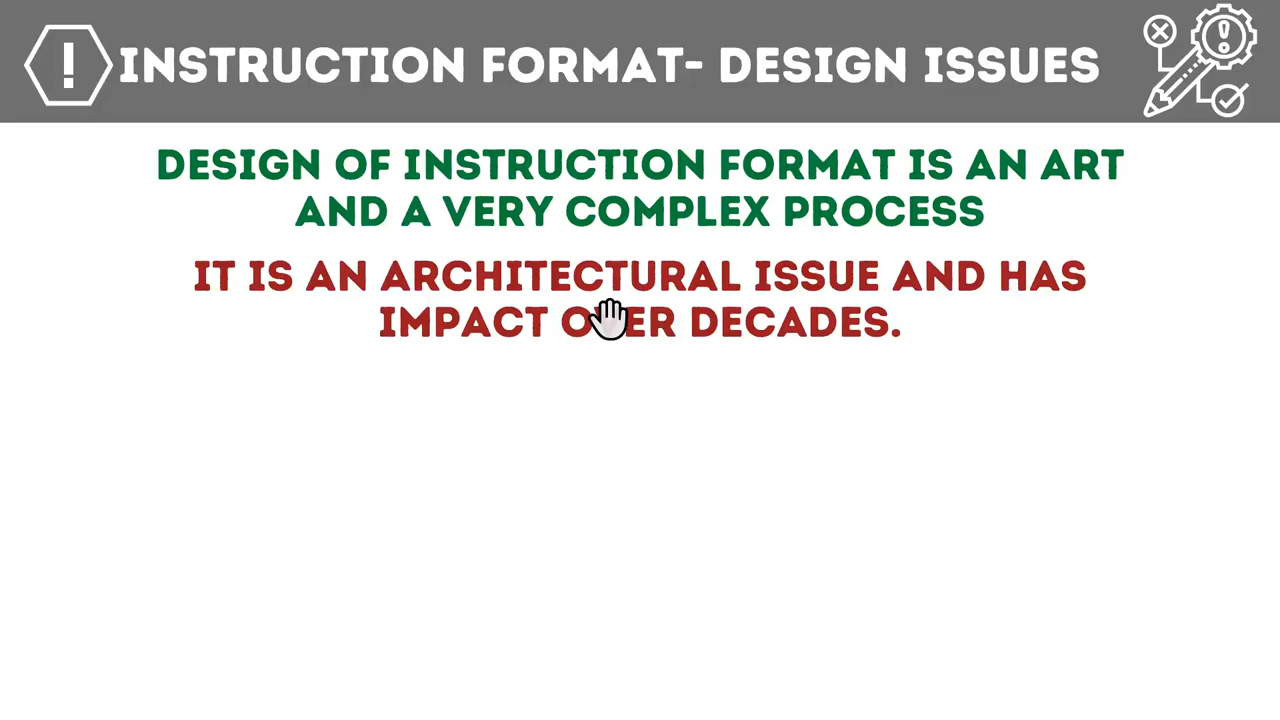 INSTRUCTION FORMAT- DESIGN ISSUES
DESIGN OF INSTRUCTION FORMAT IS AN ART
AND A VERY COMPLEX PROCESS
IT IS AN ARCHITECTURAL ISSUE AND HAS
IMPACT OVER DECADES.